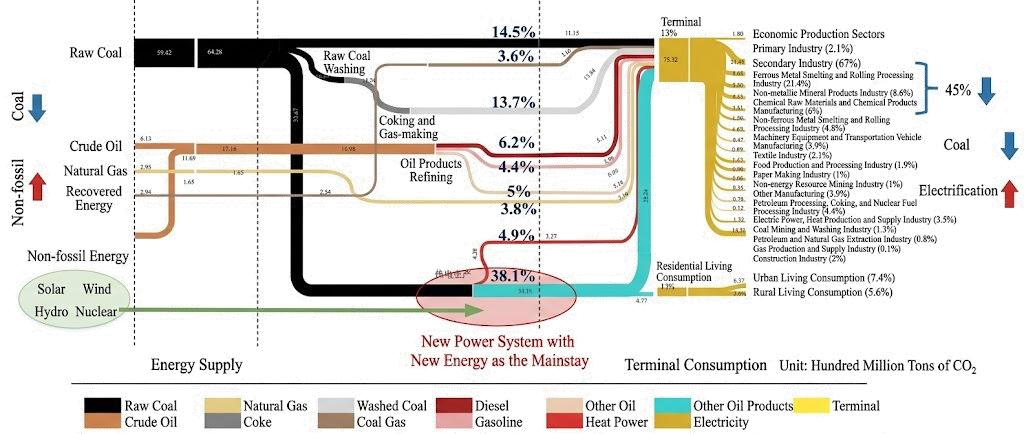 14.5%
11.15
3.6%
Terminal
13%
1.80
Economic Production Sectors
Raw Coal
59.42
64.28
Raw Coal
Washing
75.32
Primary Industry (2.1%)
Secondary Industry (67%)
Ferrous Metal Smelting and Rolling Processing
Industry (21.4%)
Non-metallic Mineral Products Industry (8.6%)
Chemical Raw Materials and Chemical Products
Manufacturing (6%)
Non-ferrous Metal Smelting and Rolling
Processing Industry (4.8%)
Machinery Equipment and Transportation Vehicle
Manufacturing (3.9%)
Textile Industry (2.1%)
Food Production and Processing Industry (1.9%)
Paper Making Industry (1%)
Non-energy Resource Mining Industry (1%)
Other Manufacturing (3.9%)
Petroleum Processing, Coking, and Nuclear Fuel
Processing Industry (4.4%)
Electric Power, Heat Production and Supply Industry (3.5%)
Coal Mining and Washing Industry (1.3%)
Petroleum and Natural Gas Extraction Industry (0.8%)
Gas Production and Supply Industry (0.1%)
Construction Industry (2%)
45%
Coal
Electrification
Coal
Non-fossil
13.7%
13.84
Coking and
Gas-making
6.13
Crude Oil
11.69
17.16
16.98
6.2%
5.11
Oil Products
Refining
4.4%
2.95
Natural Gas
1.65
1.65
5%
2.94
Recovered
Energy
2.54
3.8%
4.9%
3.27
4.28
Non-fossil Energy
Solar Wind
Hydro Nuclear
热电生产
38.1%
4.77
Residential Living
Consumption
13%
6.37
Urban Living Consumption (7.4%)
Rural Living Consumption (5.6%)
New Power System with
New Energy as the Mainstay
Energy Supply
Terminal Consumption
Unit: Hundred Million Tons of CO₂
Raw Coal
Natural Gas
Washed Coal
Diesel
Other Oil
Other Oil Products
Terminal
Crude Oil
Coke
Coal Gas
Gasoline
Heat Power
Electricity